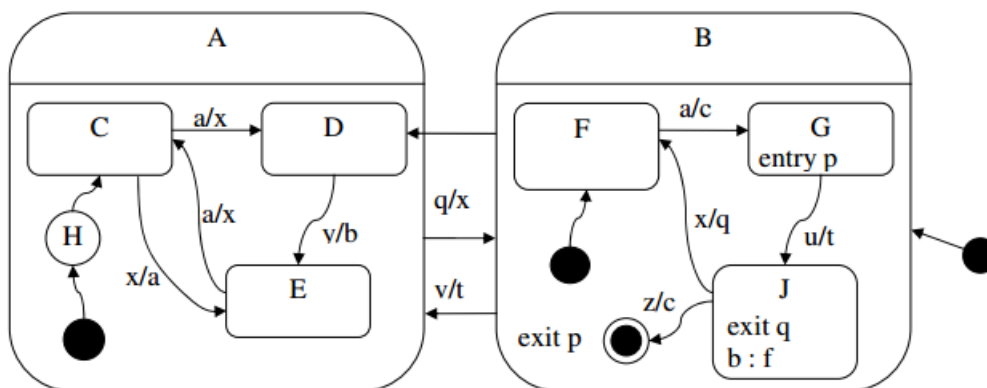 A
B
C
a/x
D
F
a/c
G
entry p
q/x
H
a/x
v/b
x/q
u/t
x/a
E
J
v/t
z/c
exit p
exit q
b : f